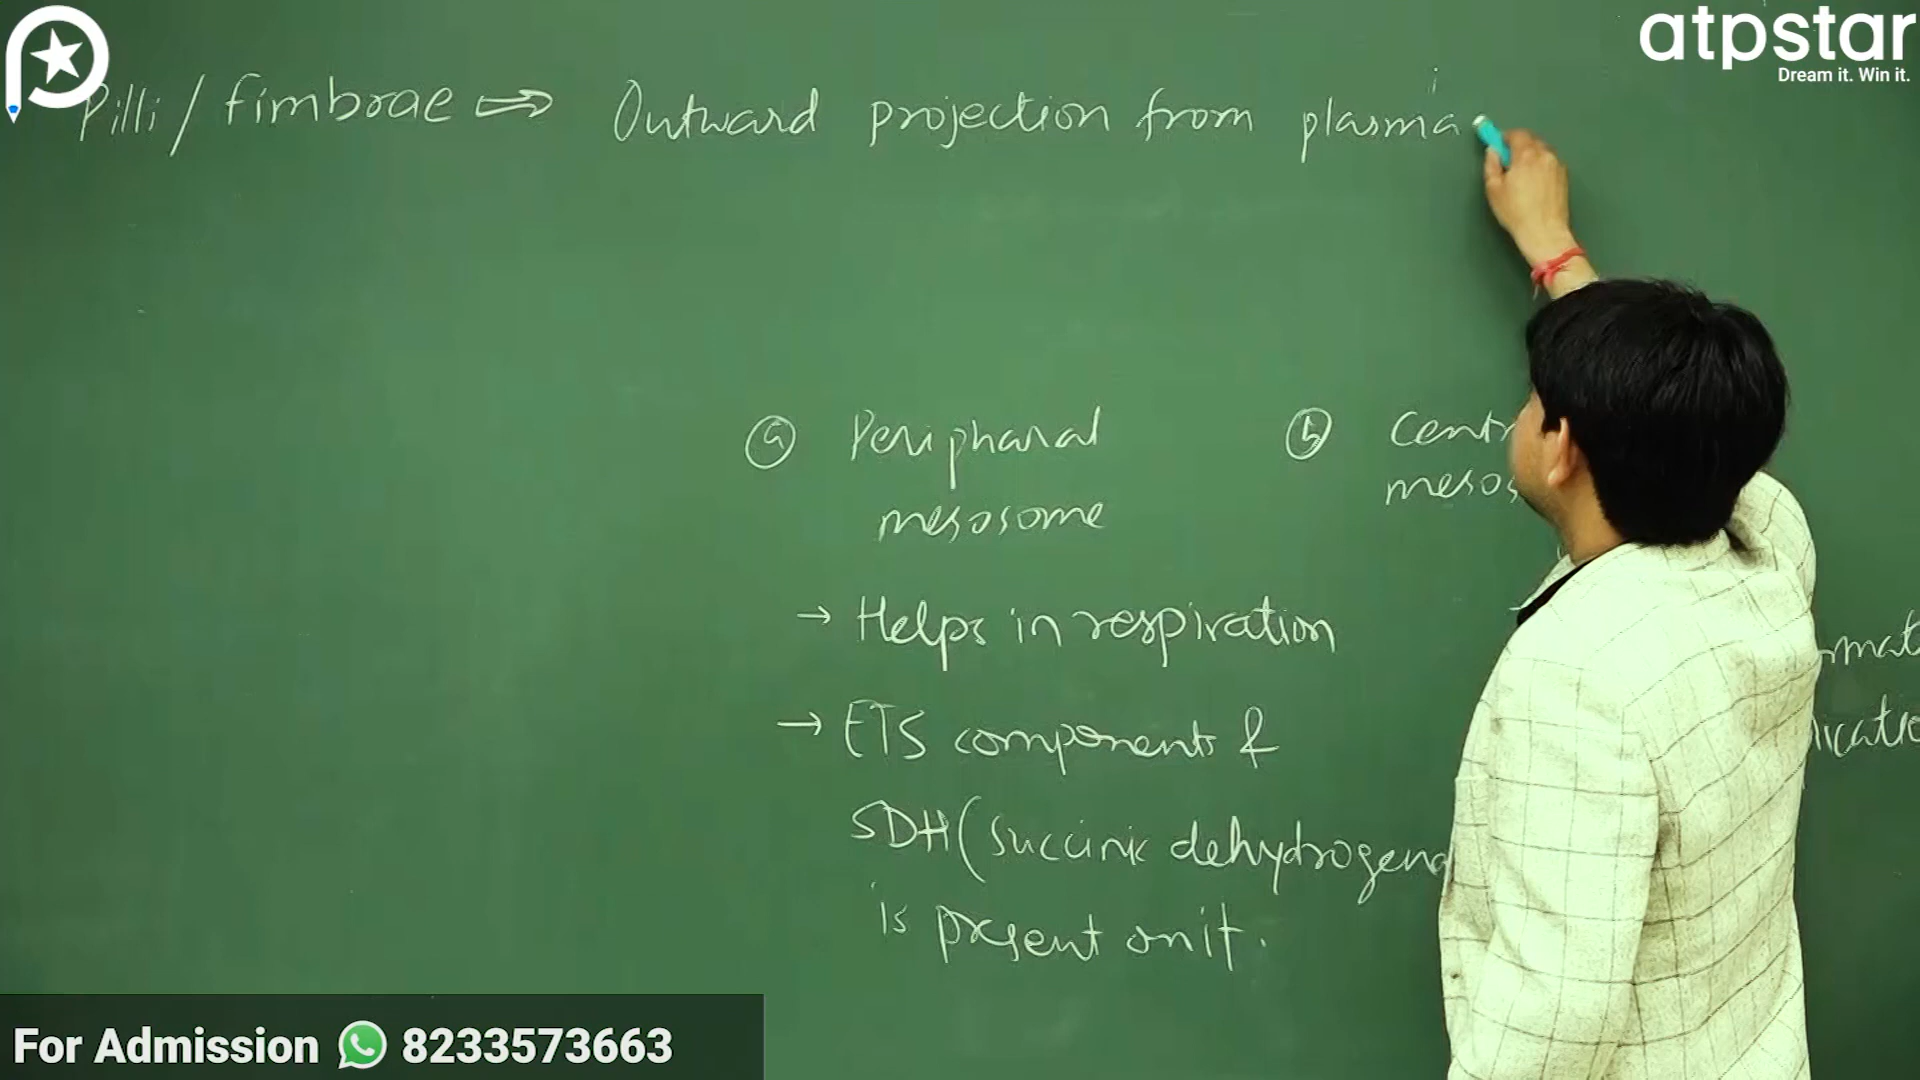 atpstar
Dream it. Win it.
Pilli / fimbrae ⇒ Outward projection from plasma
ⓐ Peripharal
mesosome
ⓑ
→ Helps in respiration
→ ETS components &
SDH (succinic
is present on it.
For Admission 8233573663